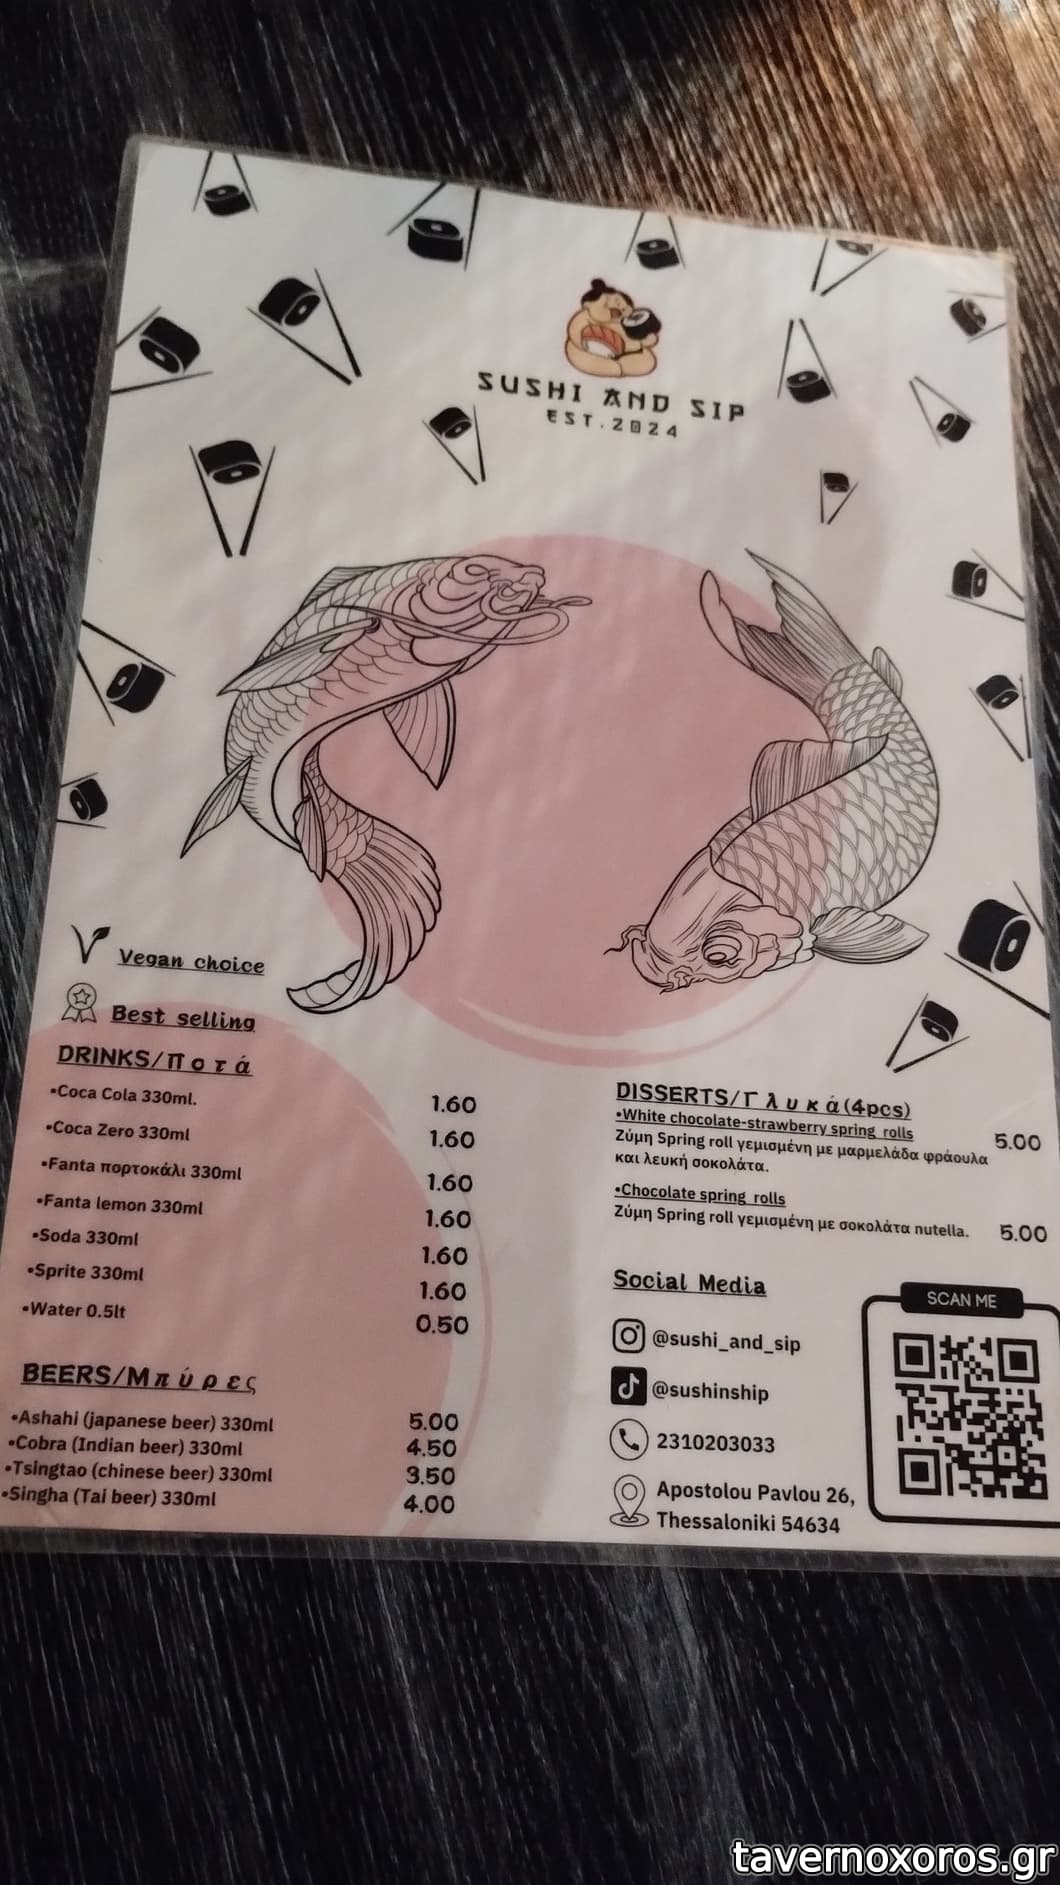 SUSHI AND SIP
EST.2024
Vegan choice
Best selling
DRINKS/Ποτά
•Coca Cola 330ml. 1.60
•Coca Zero 330ml 1.60
•Fanta πορτοκάλι 330ml 1.60
•Fanta lemon 330ml 1.60
•Soda 330ml 1.60
•Sprite 330ml 1.60
•Water 0.5lt 0.50
BEERS/Μπύρες
•Ashahi (japanese beer) 330ml 5.00
•Cobra (Indian beer) 330ml 4.50
•Tsingtao (chinese beer) 330ml 3.50
•Singha (Tai beer) 330ml 4.00
DISSERTS/Γλυκά(4pcs)
•White chocolate-strawberry spring rolls 5.00
Ζύμη Spring roll γεμισμένη με μαρμελάδα φράουλα
και λευκή σοκολάτα.
•Chocolate spring rolls
Ζύμη Spring roll γεμισμένη με σοκολάτα nutella. 5.00
Social Media
@sushi_and_sip
@sushinship
2310203033
Apostolou Pavlou 26,
Thessaloniki 54634
SCAN ME
tavernoxoros.gr